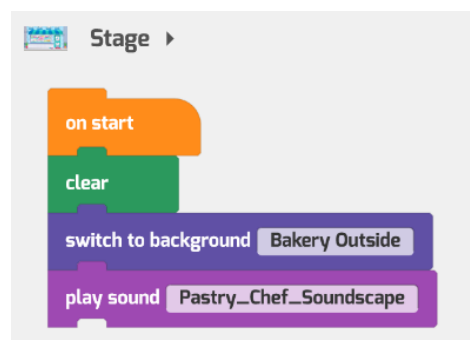 Stage
on start
clear
switch to background Bakery Outside
play sound Pastry_Chef_Soundscape